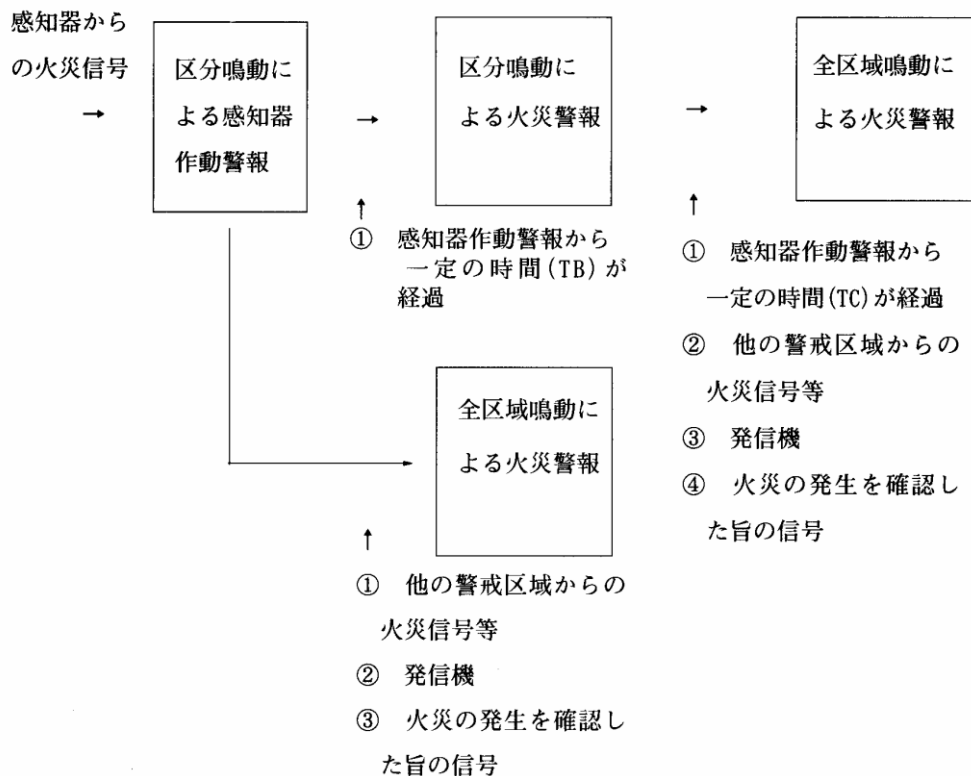 感知器から
の火災信号
→
区分鳴動に
よる感知器
作動警報
→
区分鳴動に
よる火災警報
→
全区域鳴動に
よる火災警報
↑
① 感知器作動警報から
一定の時間(TB)が
経過
↑
① 感知器作動警報から
一定の時間(TC)が経過
② 他の警戒区域からの
火災信号等
③ 発信機
④ 火災の発生を確認し
た旨の信号
全区域鳴動に
よる火災警報
↑
① 他の警戒区域からの
火災信号等
② 発信機
③ 火災の発生を確認し
た旨の信号